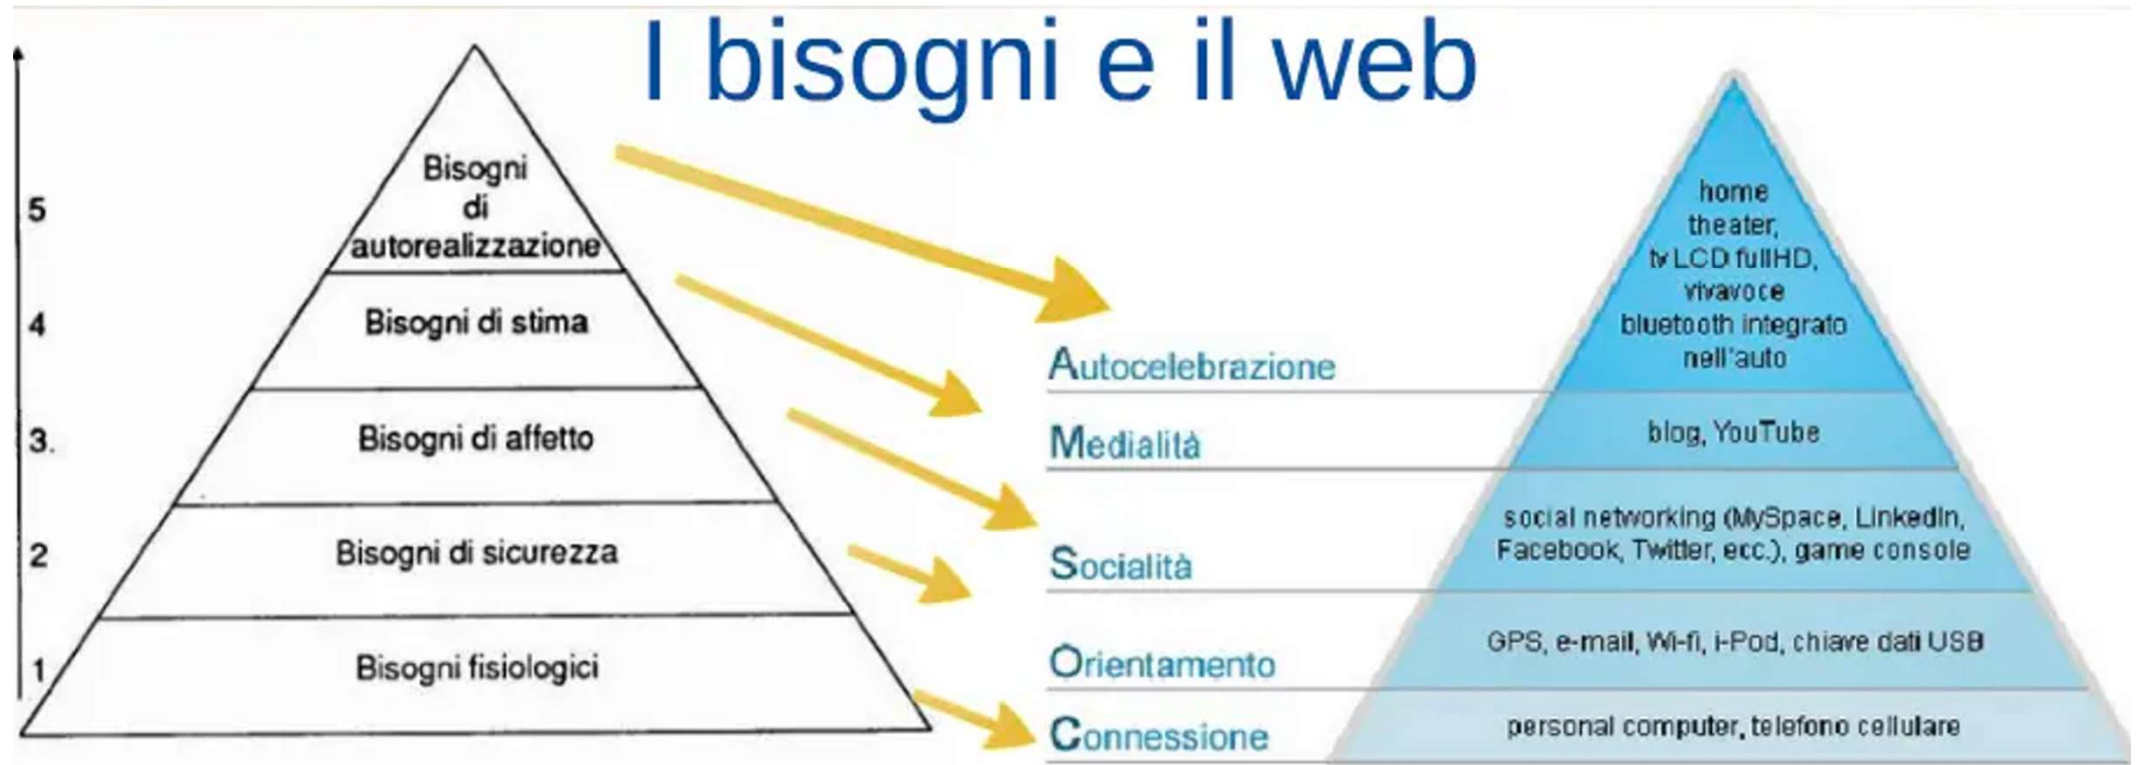 I bisogni e il web
5
Bisogni
di
autorealizzazione
4
Bisogni di stima
3.
Bisogni di affetto
2
Bisogni di sicurezza
1
Bisogni fisiologici
Autocelebrazione
Medialità
Socialità
Orientamento
Connessione
home
theater,
tv LCD fullHD,
vivavoce
bluetooth integrato
nell'auto
blog, YouTube
social networking (MySpace, LinkedIn,
Facebook, Twitter, ecc.), game console
GPS, e-mail, Wi-fi, i-Pod, chiave dati USB
personal computer, telefono cellulare